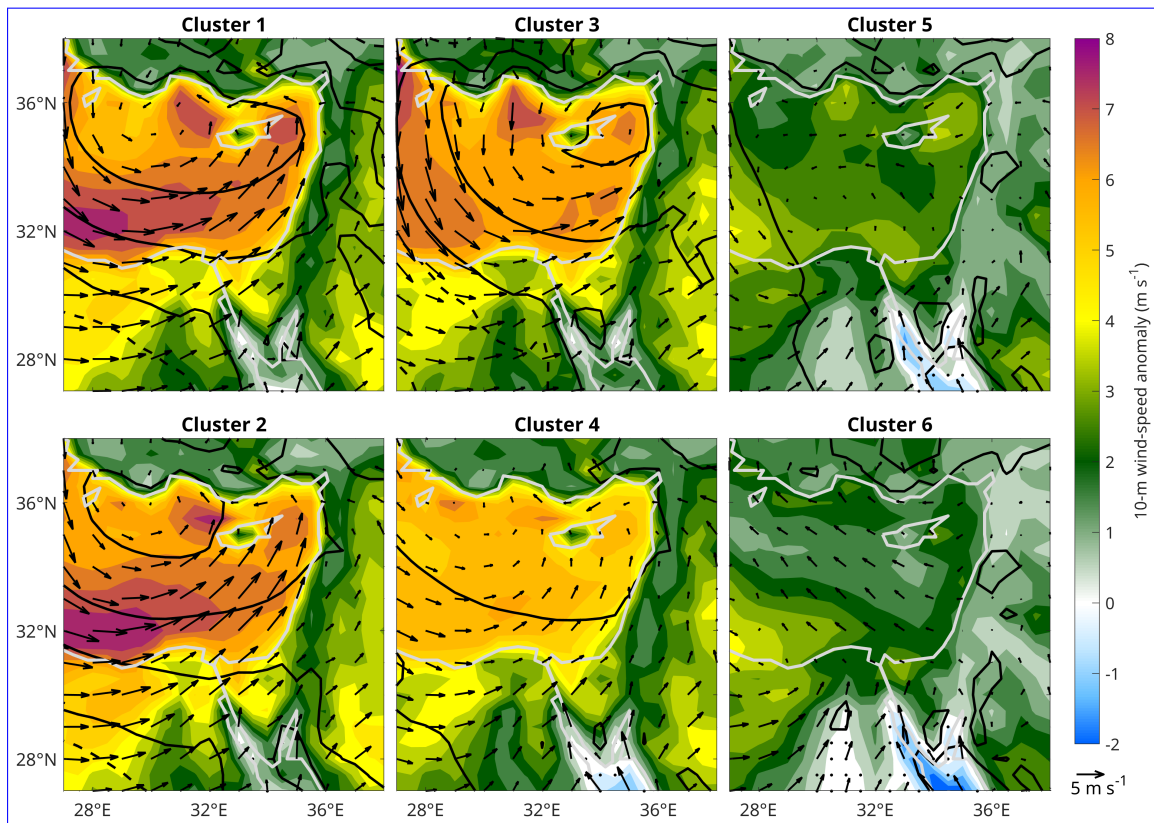 Cluster 1
Cluster 3
Cluster 5
36°N
32°N
28°N
Cluster 2
Cluster 4
Cluster 6
36°N
32°N
28°N
28°E
32°E
36°E
28°E
32°E
36°E
28°E
32°E
36°E
8
7
6
5
4
3
2
1
0
-1
-2
10-m wind-speed anomaly (m s⁻¹)
5 m s⁻¹